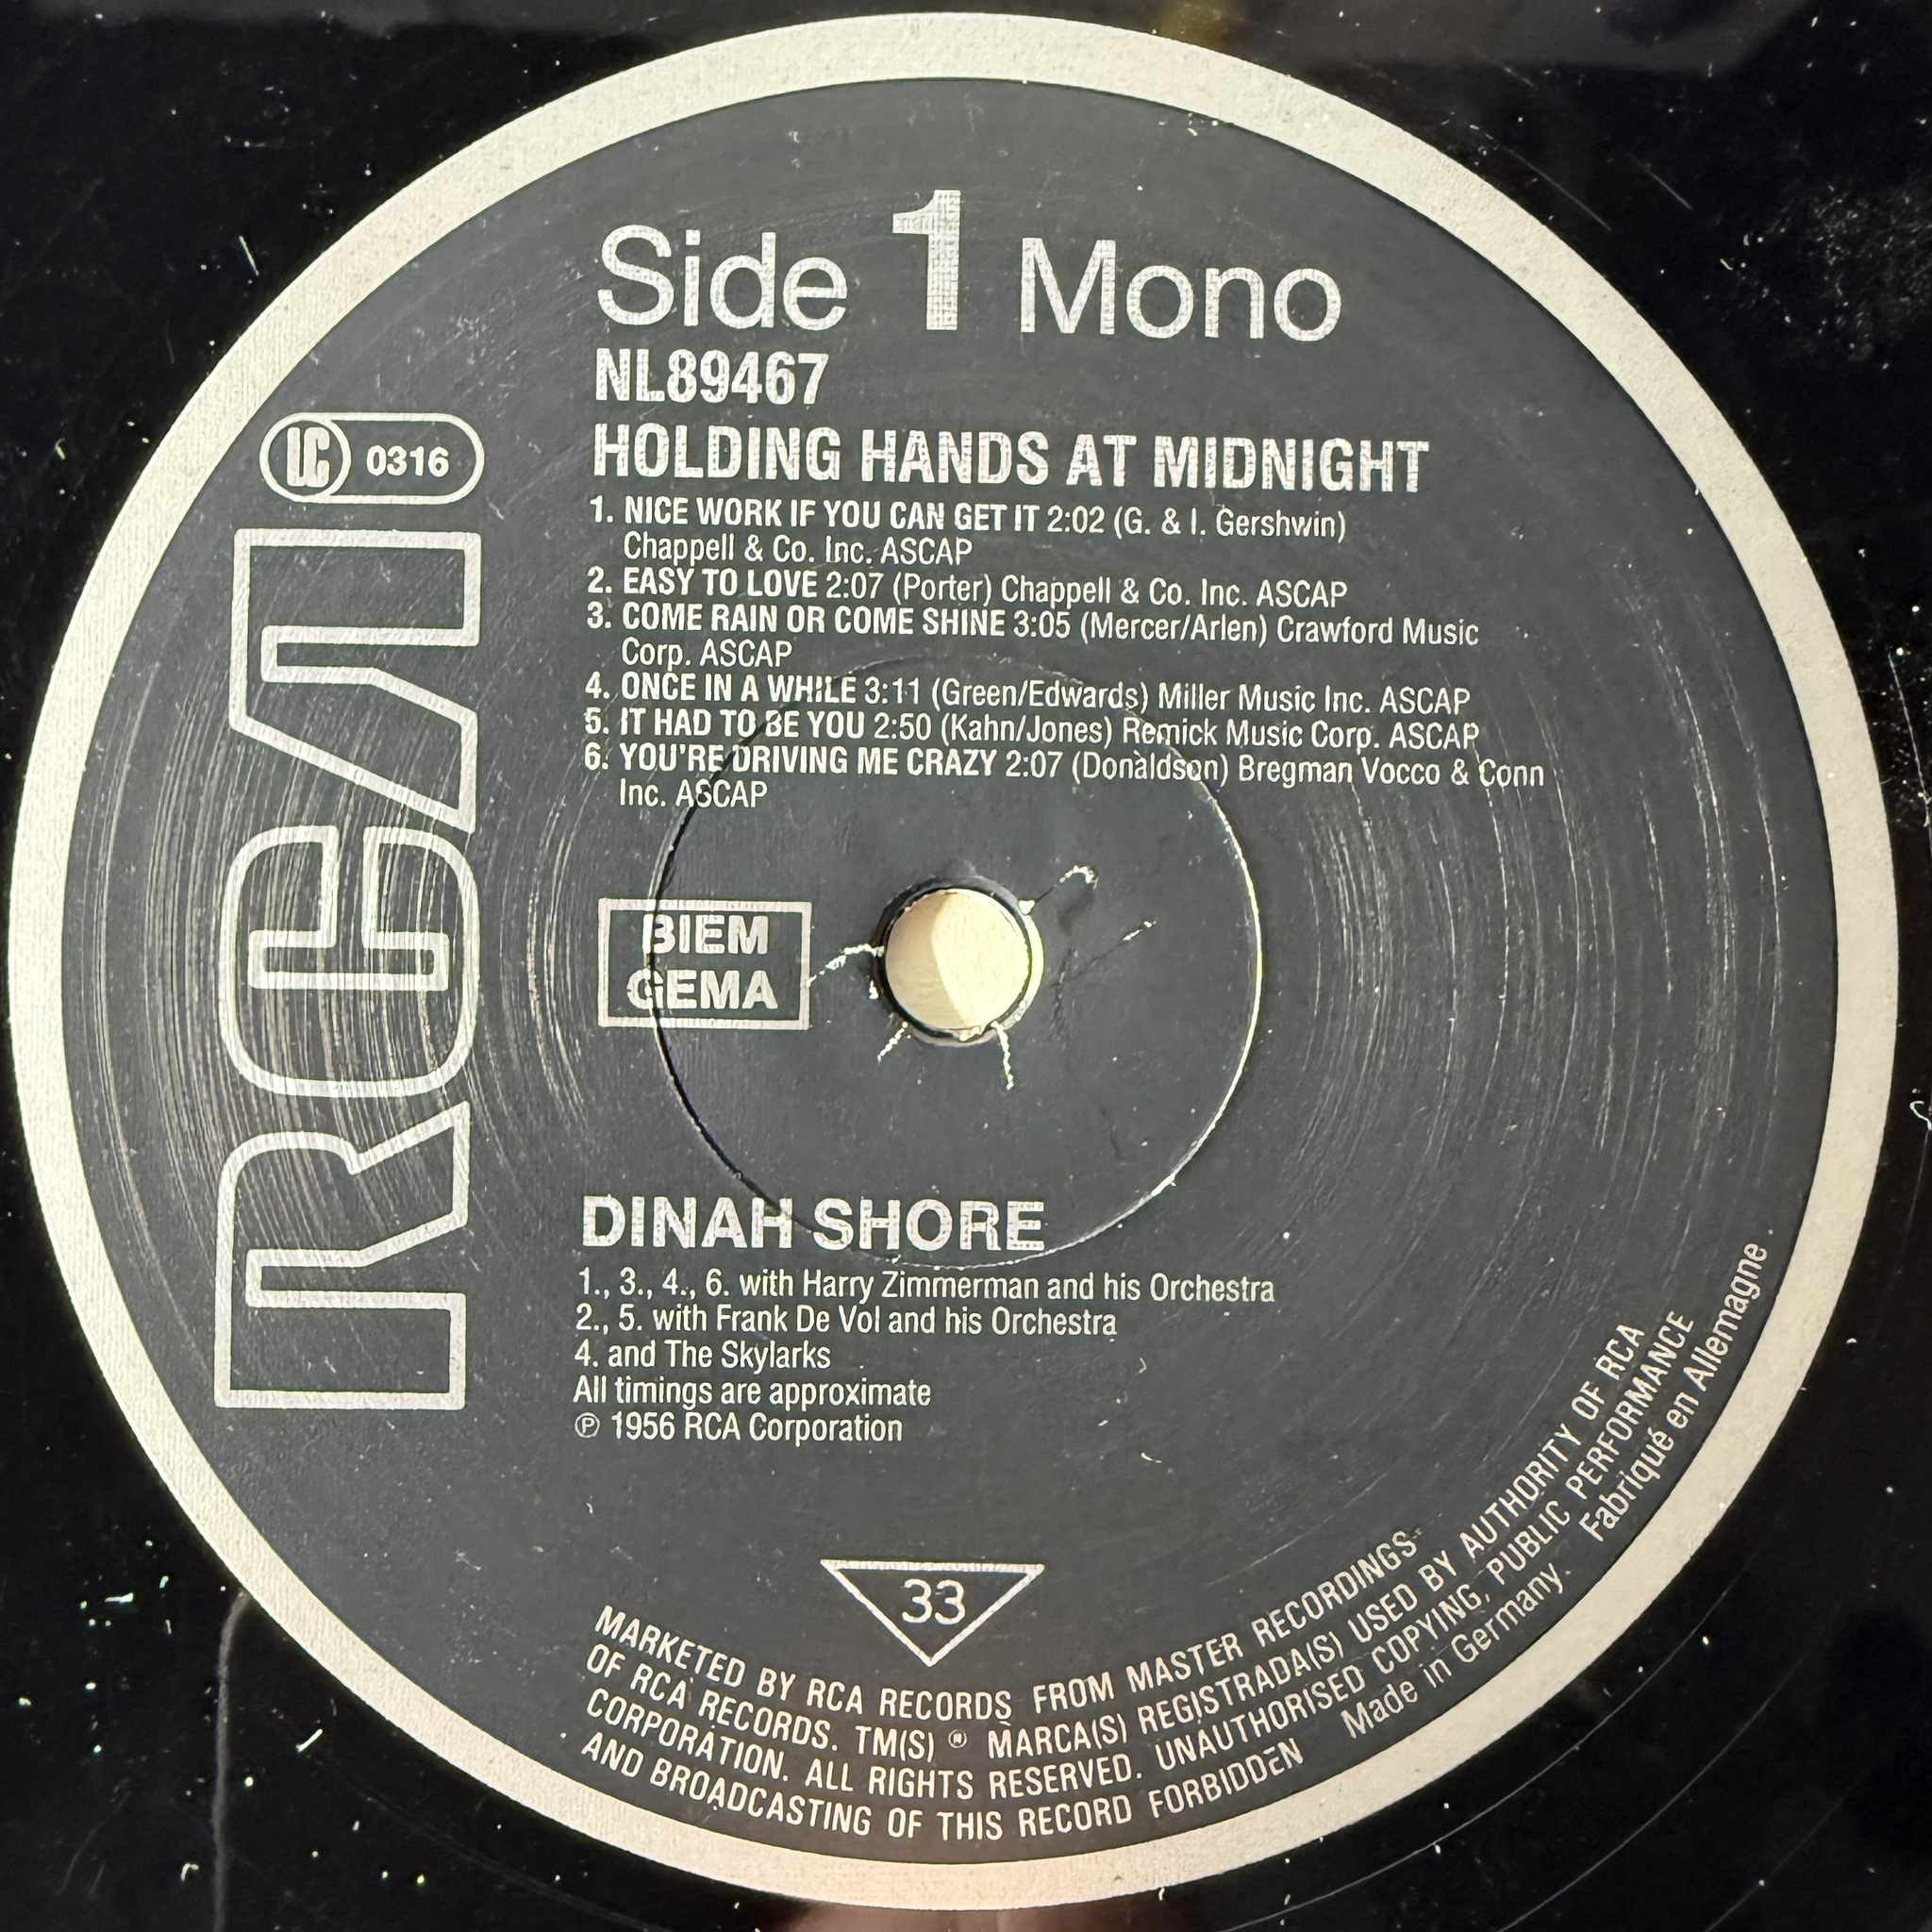 Side 1 Mono
NL89467
HOLDING HANDS AT MIDNIGHT
LC 0316
RCA
1. NICE WORK IF YOU CAN GET IT 2:02 (G. & I. Gershwin)
Chappell & Co. Inc. ASCAP
2. EASY TO LOVE 2:07 (Porter) Chappell & Co. Inc. ASCAP
3. COME RAIN OR COME SHINE 3:05 (Mercer/Arlen) Crawford Music
Corp. ASCAP
4. ONCE IN A WHILE 3:11 (Green/Edwards) Miller Music Inc. ASCAP
5. IT HAD TO BE YOU 2:50 (Kahn/Jones) Remick Music Corp. ASCAP
6. YOU'RE DRIVING ME CRAZY 2:07 (Donaldson) Bregman Vocco & Conn
Inc. ASCAP
BIEM
GEMA
DINAH SHORE
1., 3., 4., 6. with Harry Zimmerman and his Orchestra
2., 5. with Frank De Vol and his Orchestra
4. and The Skylarks
All timings are approximate
℗ 1956 RCA Corporation
33
MARKETED BY RCA RECORDS FROM MASTER RECORDINGS
OF RCA RECORDS. TM(S) ® MARCA(S) REGISTRADA(S) USED BY AUTHORITY OF RCA
CORPORATION. ALL RIGHTS RESERVED. UNAUTHORISED COPYING, PUBLIC PERFORMANCE
AND BROADCASTING OF THIS RECORD FORBIDDEN Made in Germany. Fabriqué en Allemagne.